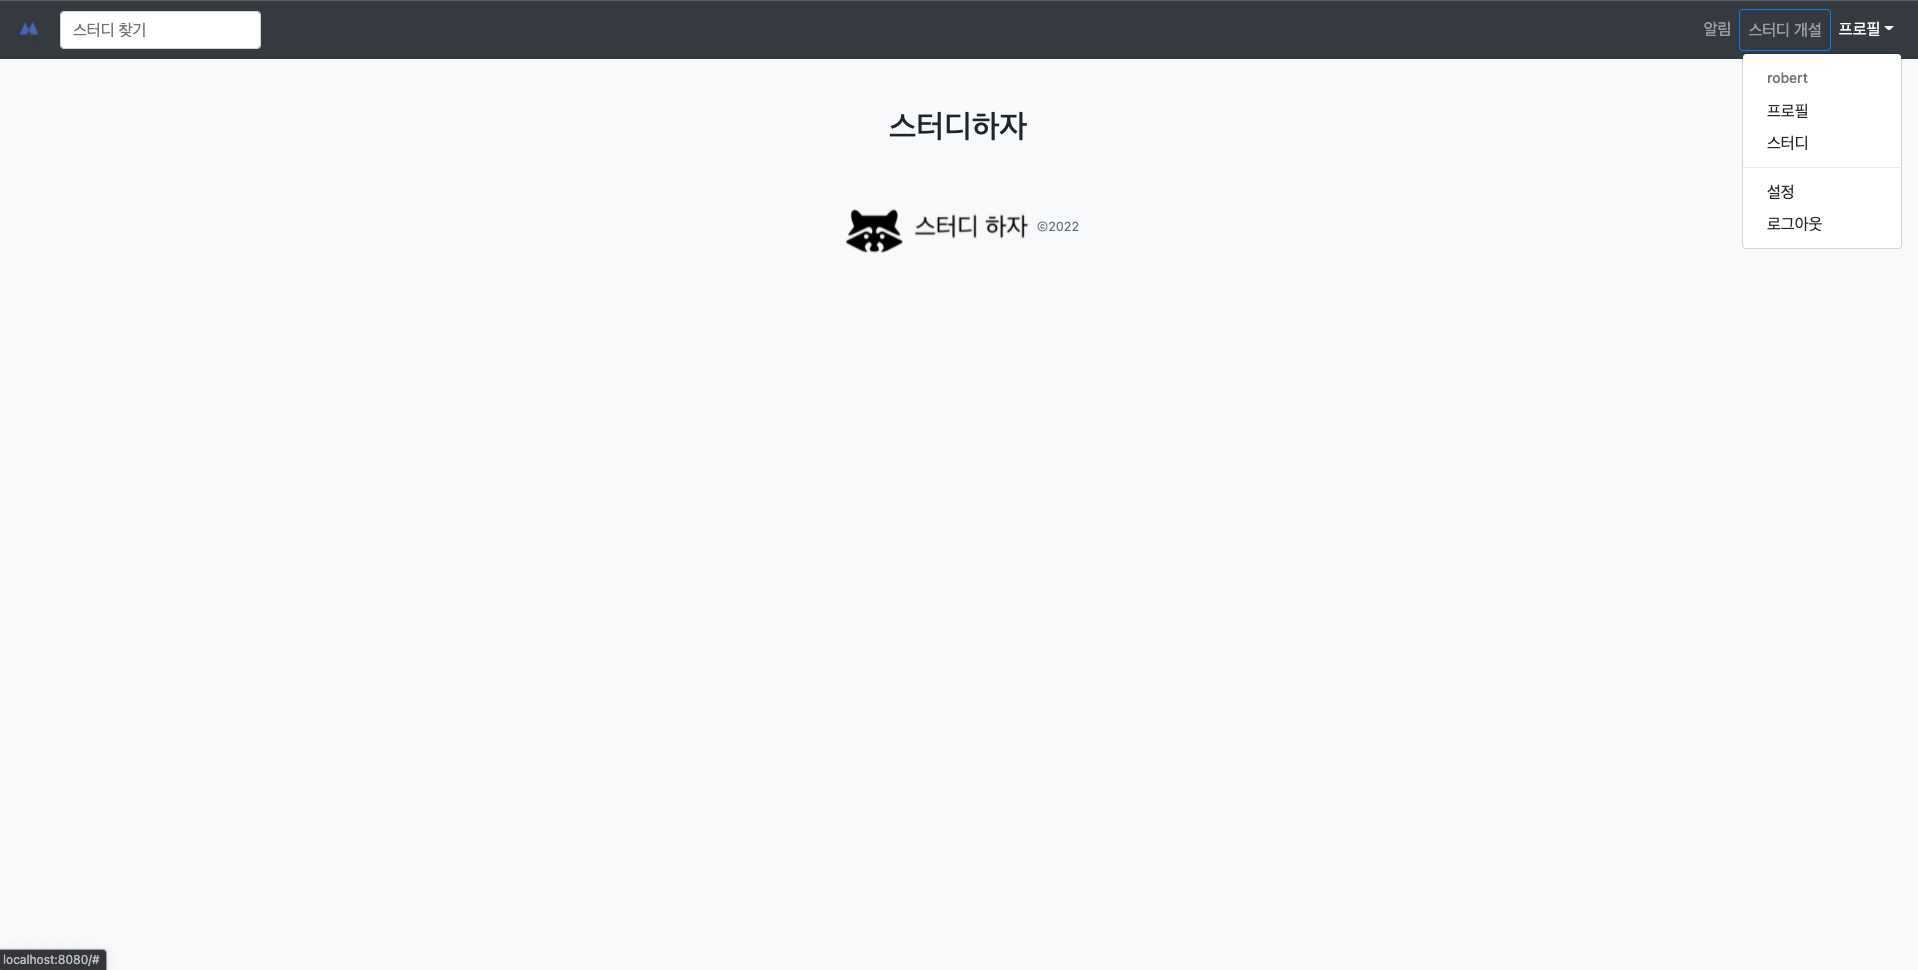 스터디 찾기
알림 스터디 개설 프로필
robert
프로필
스터디
설정
로그아웃
스터디하자
스터디 하자 ©2022
localhost:8080/#